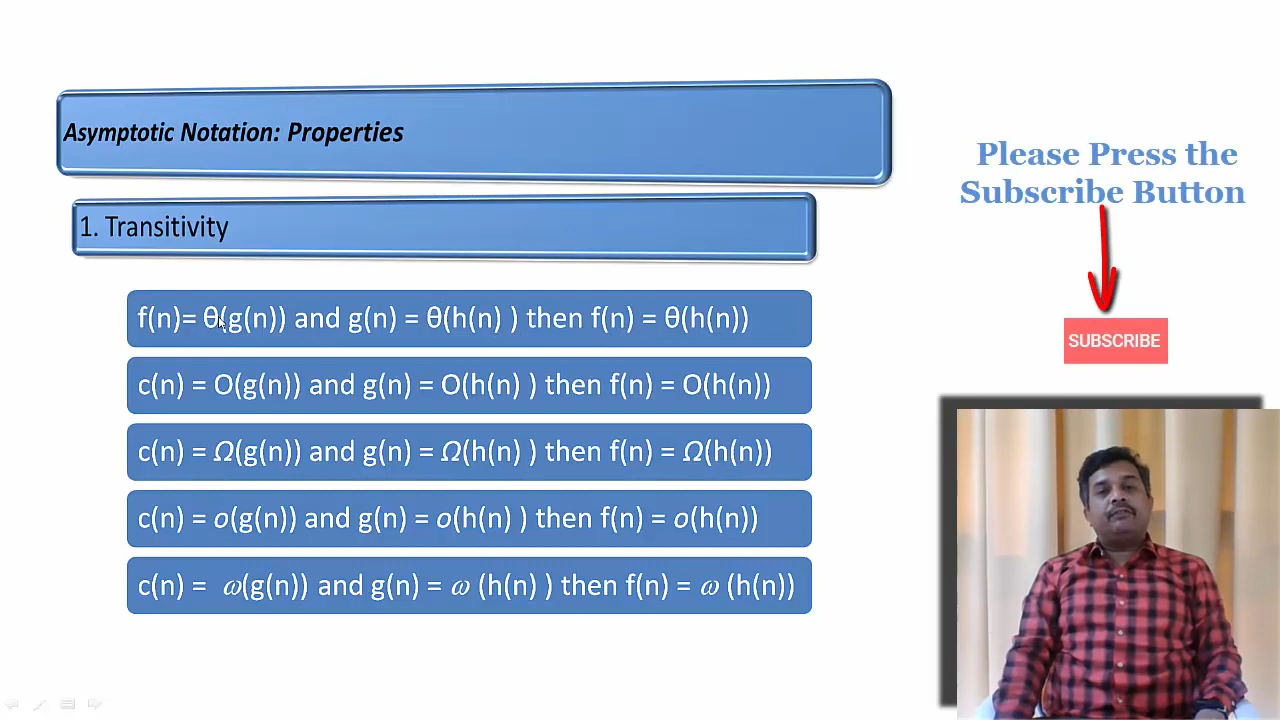 Asymptotic Notation: Properties
1. Transitivity
f(n)= θ(g(n)) and g(n) = θ(h(n) ) then f(n) = θ(h(n))
c(n) = O(g(n)) and g(n) = O(h(n) ) then f(n) = O(h(n))
c(n) = Ω(g(n)) and g(n) = Ω(h(n) ) then f(n) = Ω(h(n))
c(n) = o(g(n)) and g(n) = o(h(n) ) then f(n) = o(h(n))
c(n) = ω(g(n)) and g(n) = ω (h(n) ) then f(n) = ω (h(n))
Please Press the
Subscribe Button
SUBSCRIBE